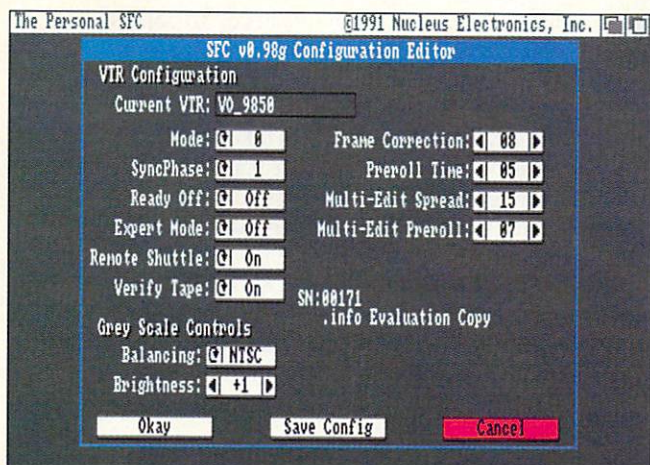 The Personal SFC ©1991 Nucleus Electronics, Inc.
SFC v0.98g Configuration Editor
VTR Configuration
Current VTR: VO_9850
Mode: 0
Frame Correction: 08
SyncPhase: 1
Preroll Time: 05
Ready Off: Off
Multi-Edit Spread: 15
Expert Mode: Off
Multi-Edit Preroll: 07
Remote Shuttle: On
Verify Tape: On
SN:00171
.info Evaluation Copy
Grey Scale Controls
Balancing: NTSC
Brightness: +1
Okay
Save Config
Cancel